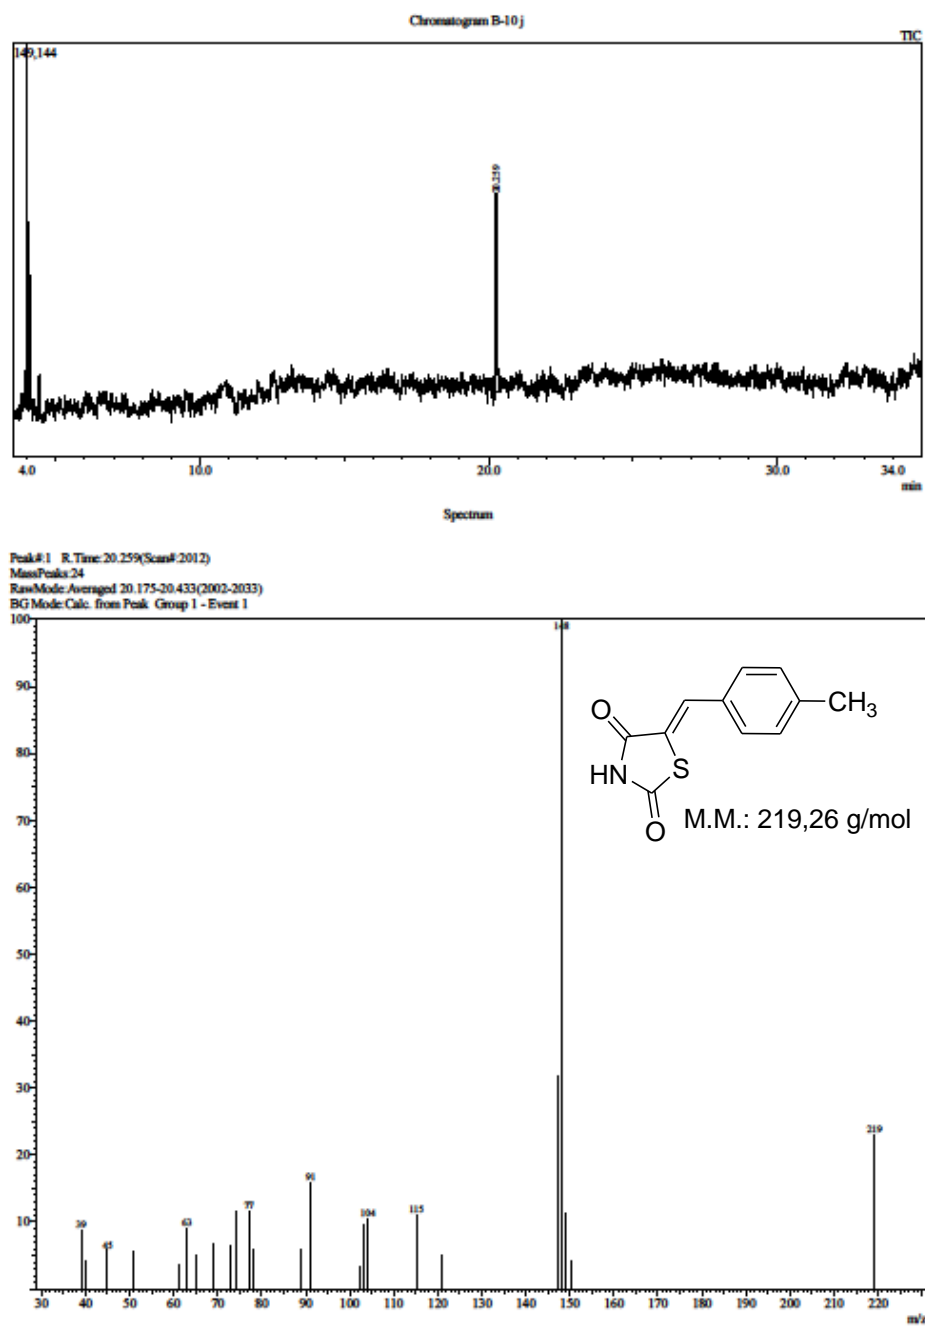 Chromatogram B-10 j
TIC
149,144
20.259
4.0 10.0 20.0 30.0 34.0
min
Spectrum
Peak#:1 R.Time:20.259(Scan#:2012)
MassPeaks:24
RawMode:Averaged 20.175-20.433(2002-2033)
BG Mode:Calc. from Peak Group 1 - Event 1
100
148
90
CH3
O
80
S
HN
70
M.M.: 219,26 g/mol
O
60
50
40
30
20
219
91
10
39
45
63
77
104
115
30 40 50 60 70 80 90 100 110 120 130 140 150 160 170 180 190 200 210 220
m/z